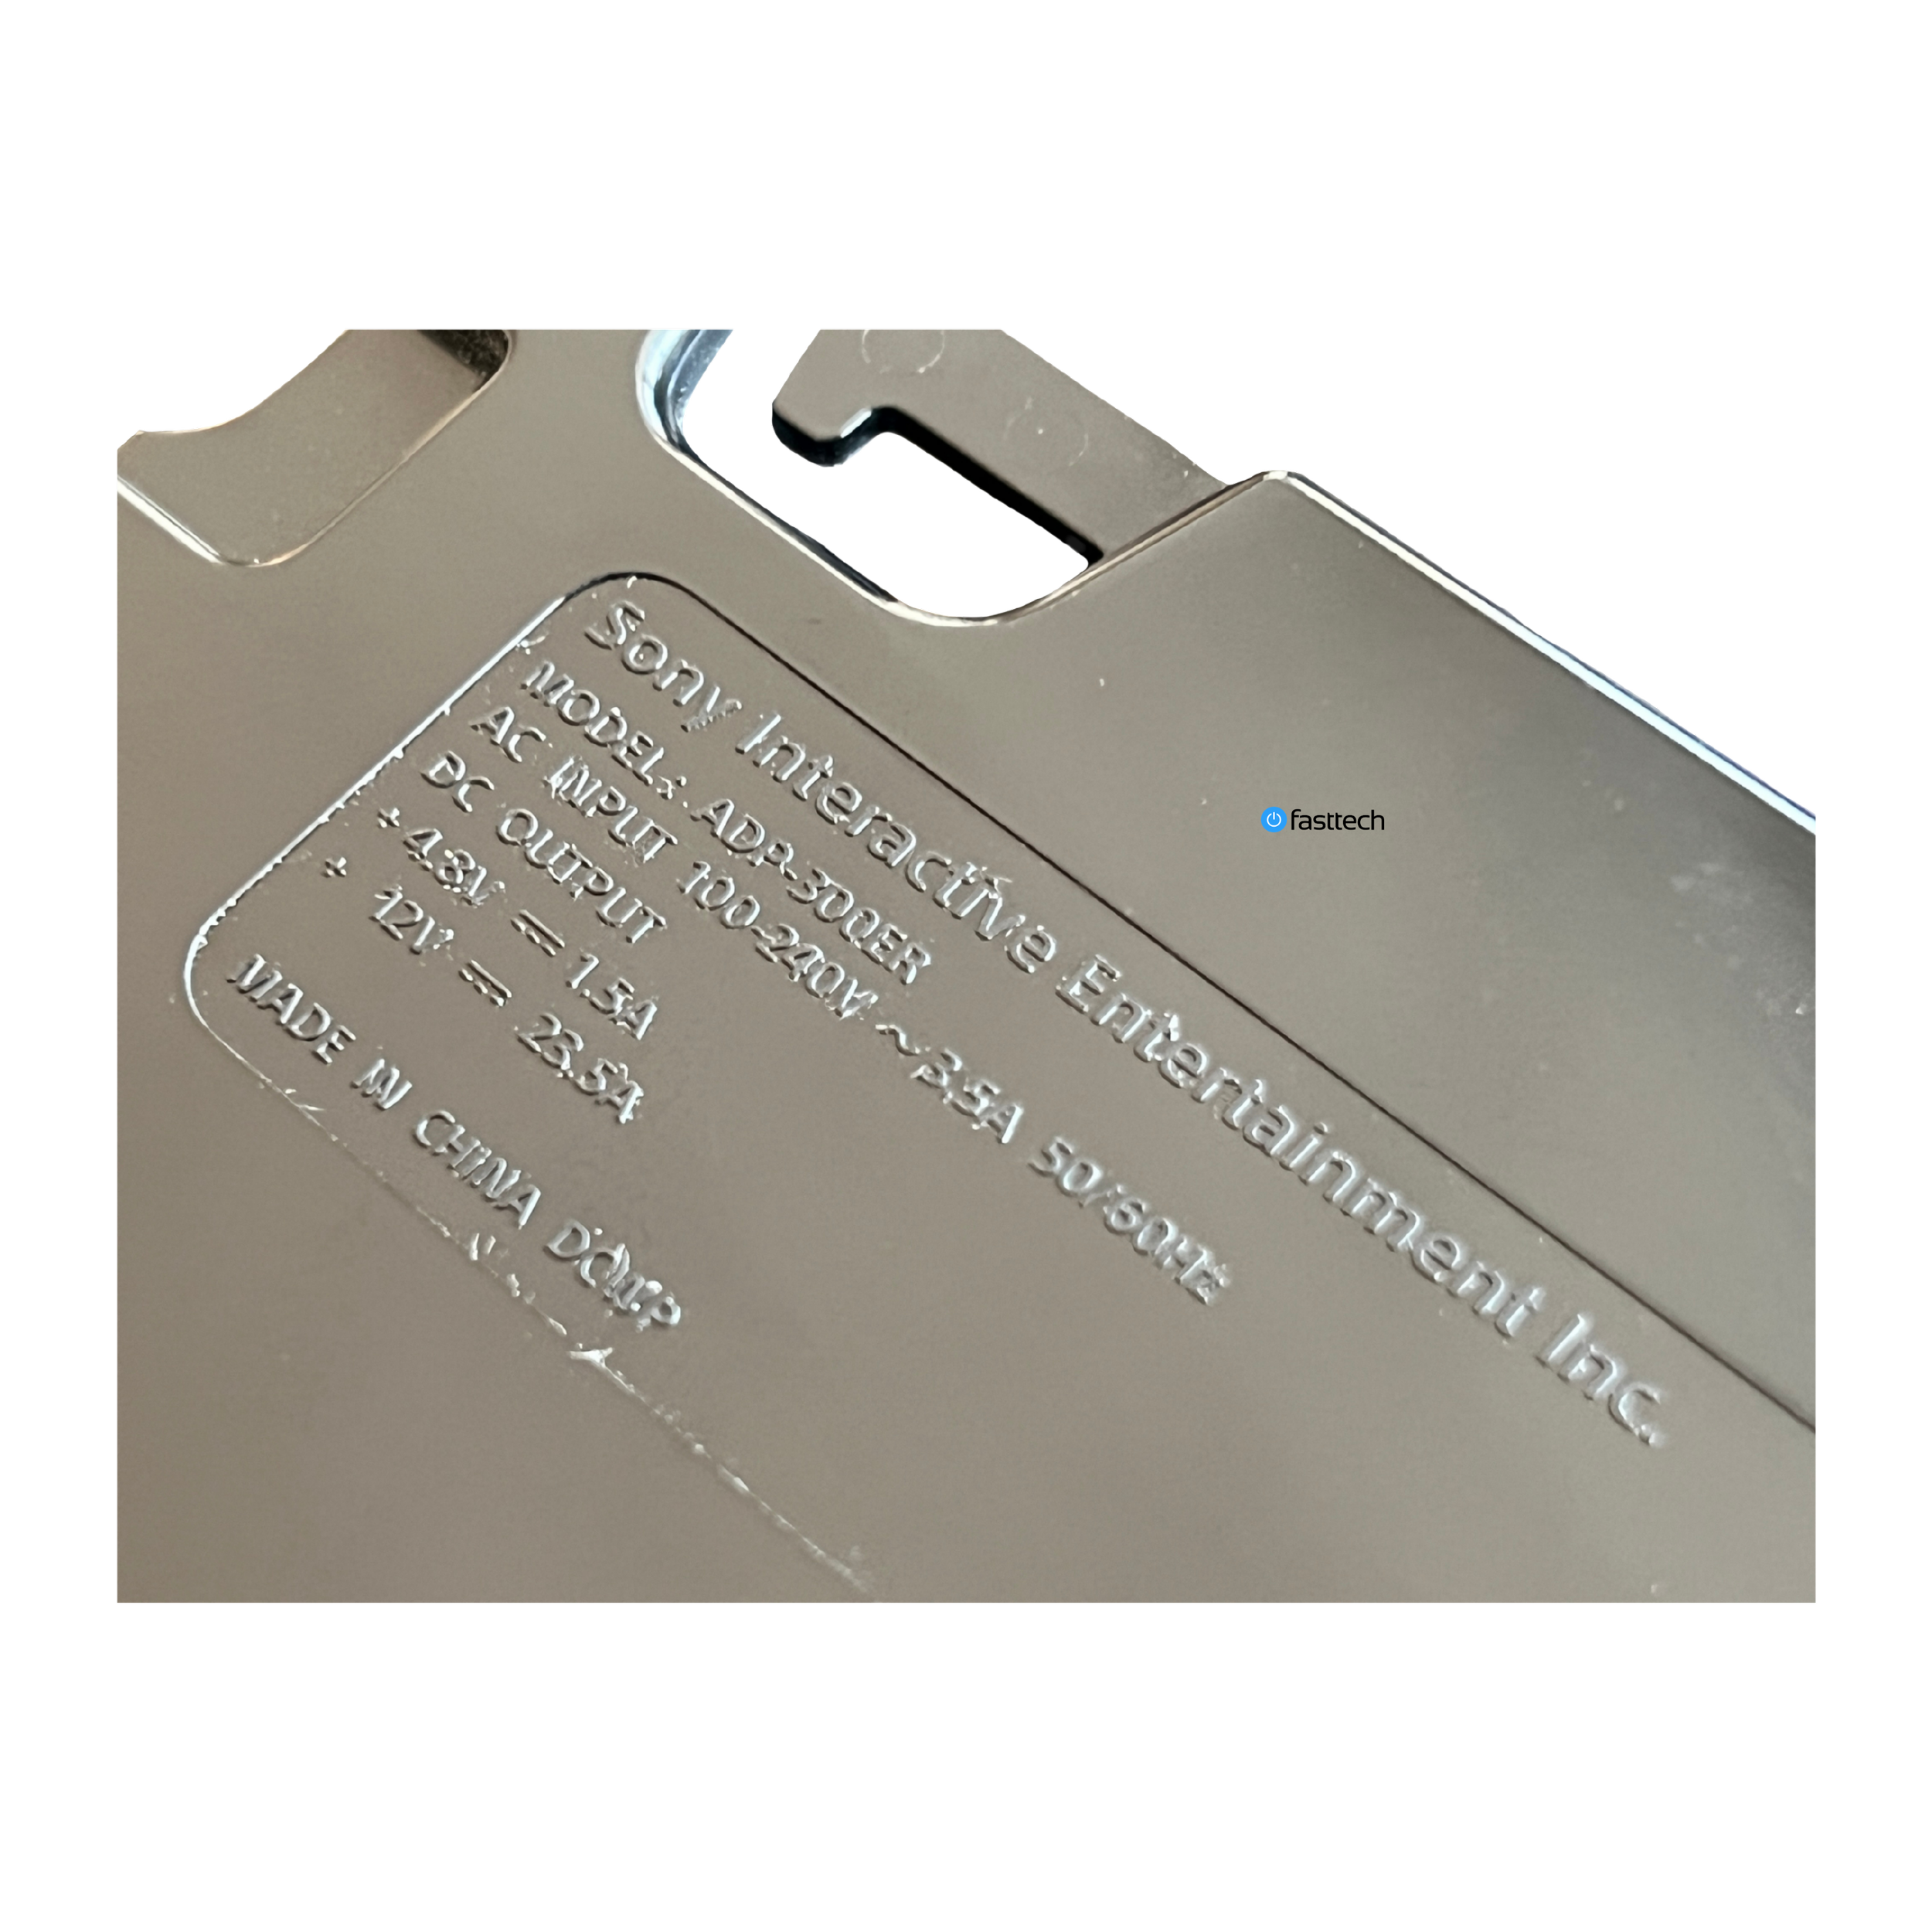 Sony Interactive Entertainment Inc.
MODEL: ADP-300ER
AC INPUT 100-240V ~3.5A 50/60HZ
DC OUTPUT
+4.8V ⎓ 1.5A
+ 12V ⎓ 23.5A
MADE IN CHINA
fasttech